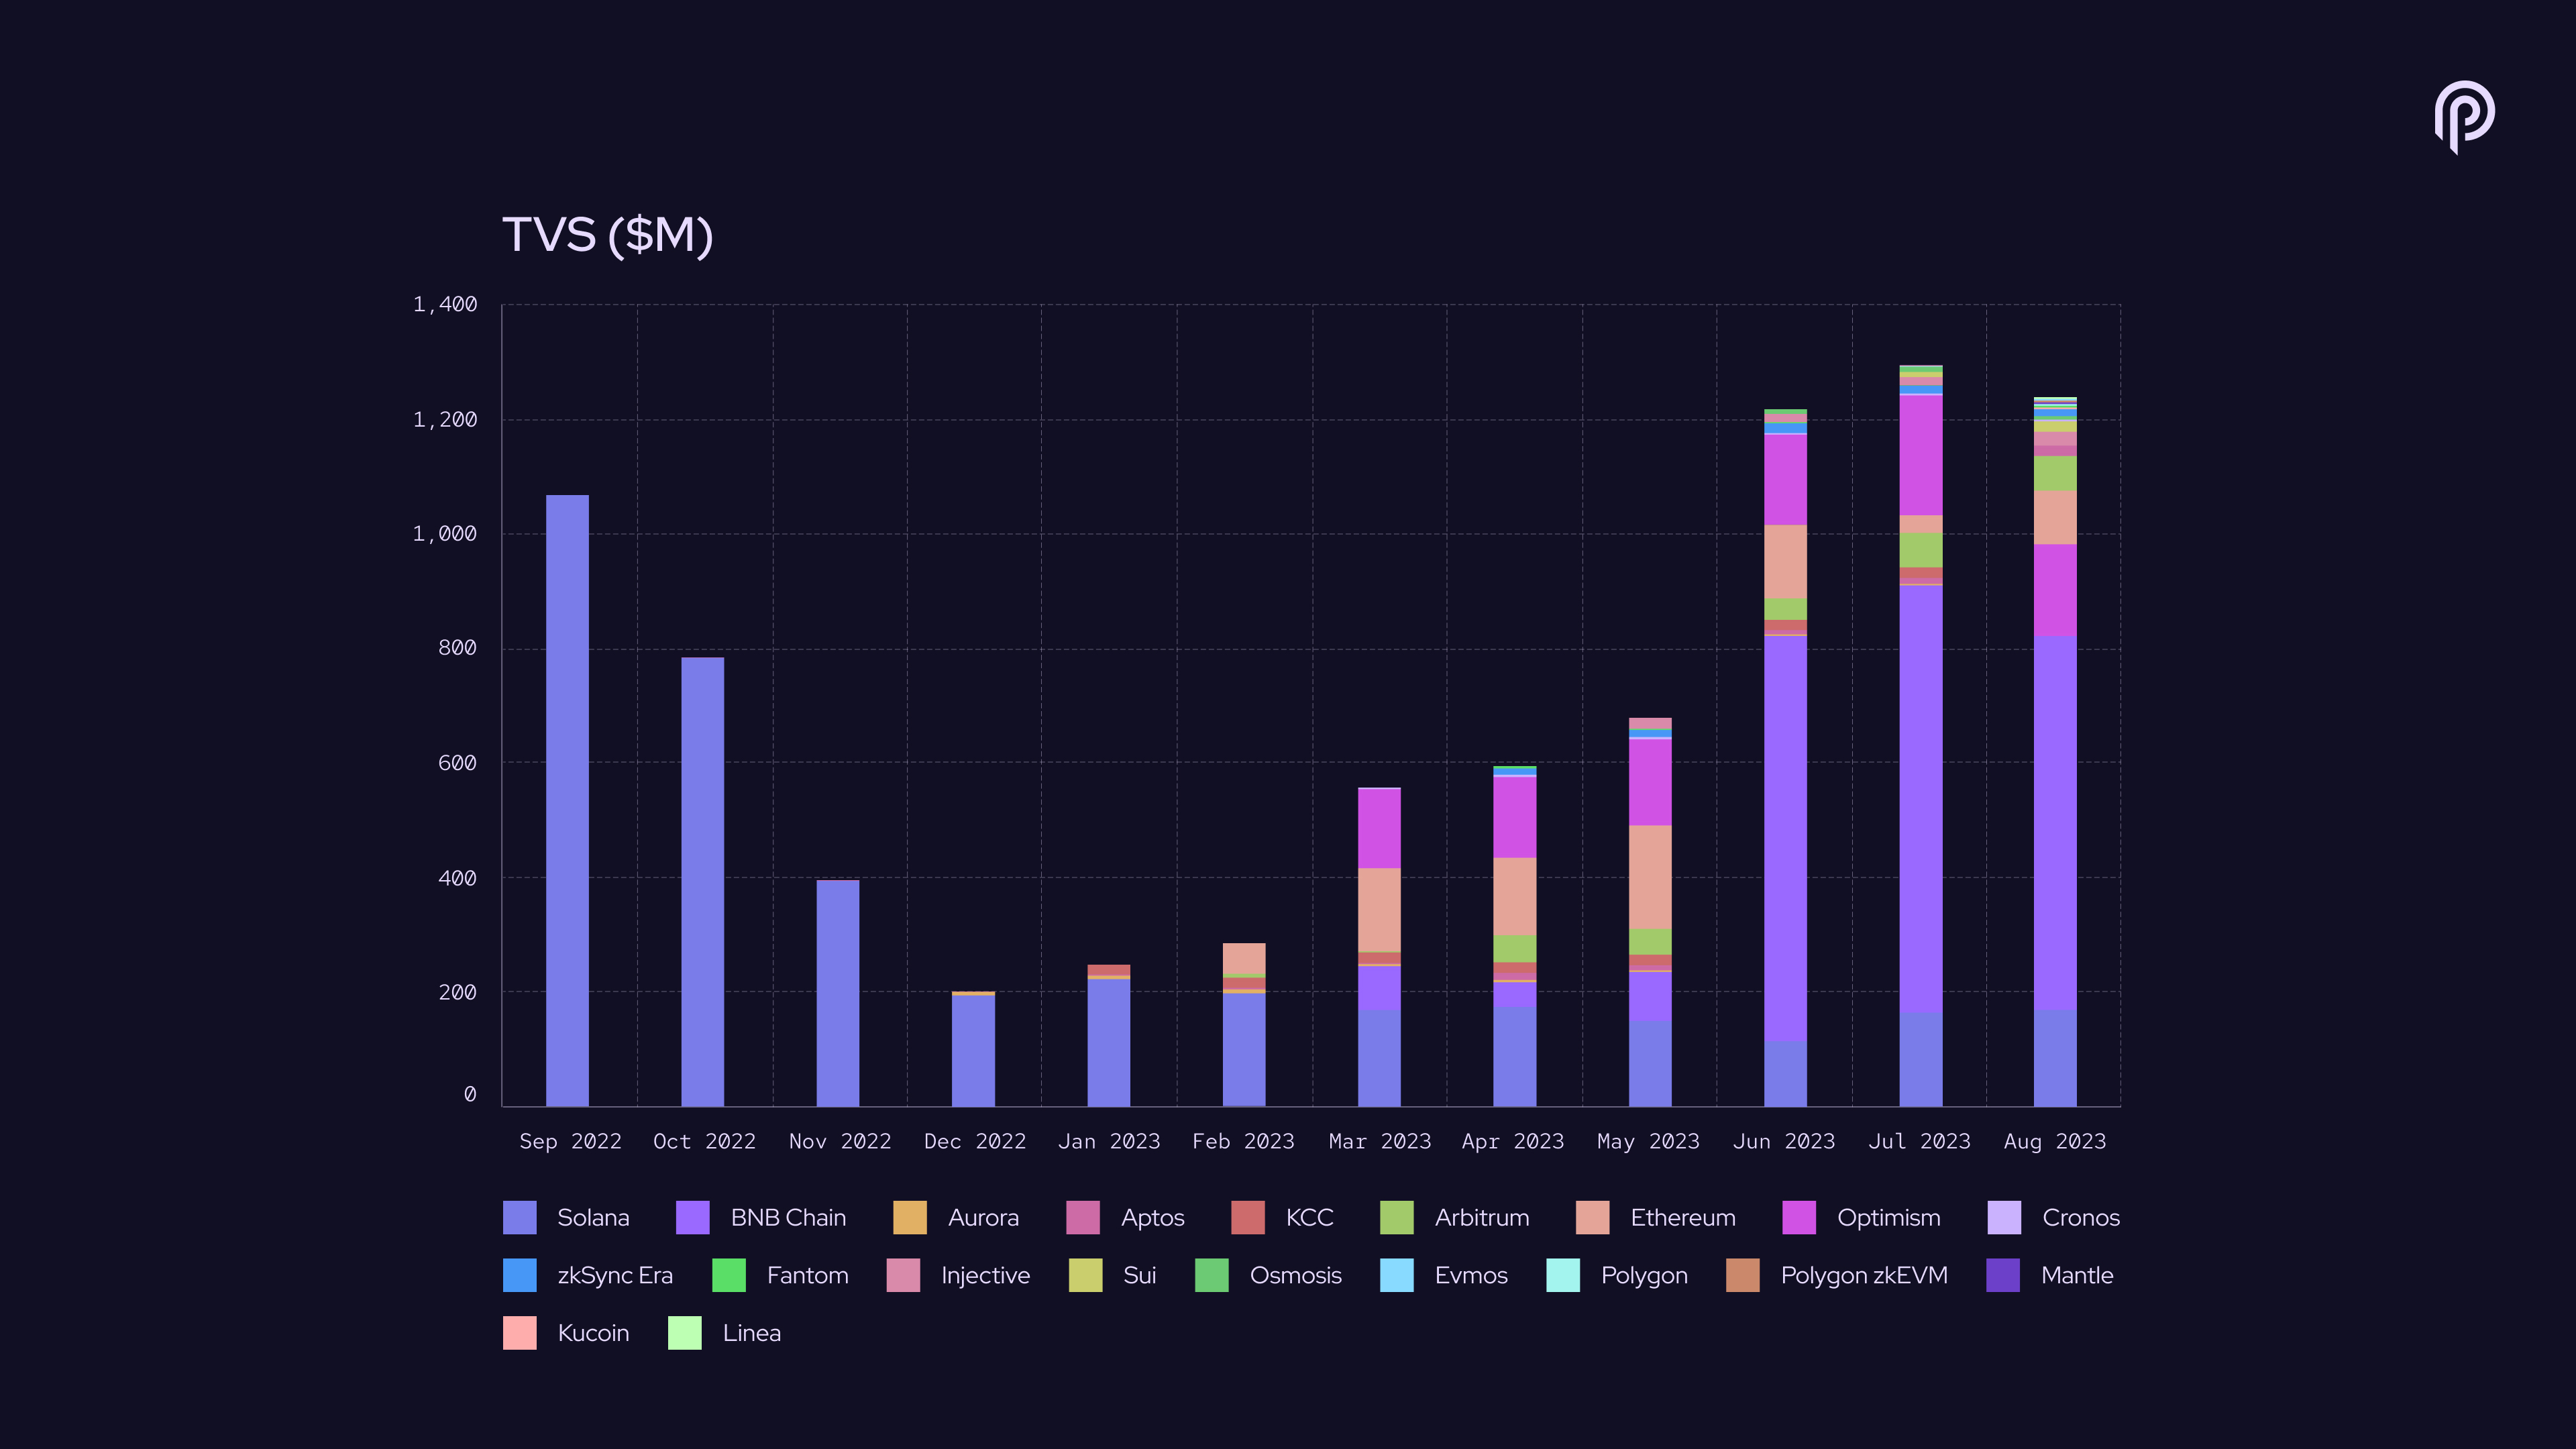 TVS ($M)
1,400
1,200
1,000
800
600
400
200
0
Sep 2022 Oct 2022 Nov 2022 Dec 2022 Jan 2023 Feb 2023 Mar 2023 Apr 2023 May 2023 Jun 2023 Jul 2023 Aug 2023
Solana BNB Chain Aurora Aptos KCC Arbitrum Ethereum Optimism Cronos
zkSync Era Fantom Injective Sui Osmosis Evmos Polygon Polygon zkEVM Mantle
Kucoin Linea